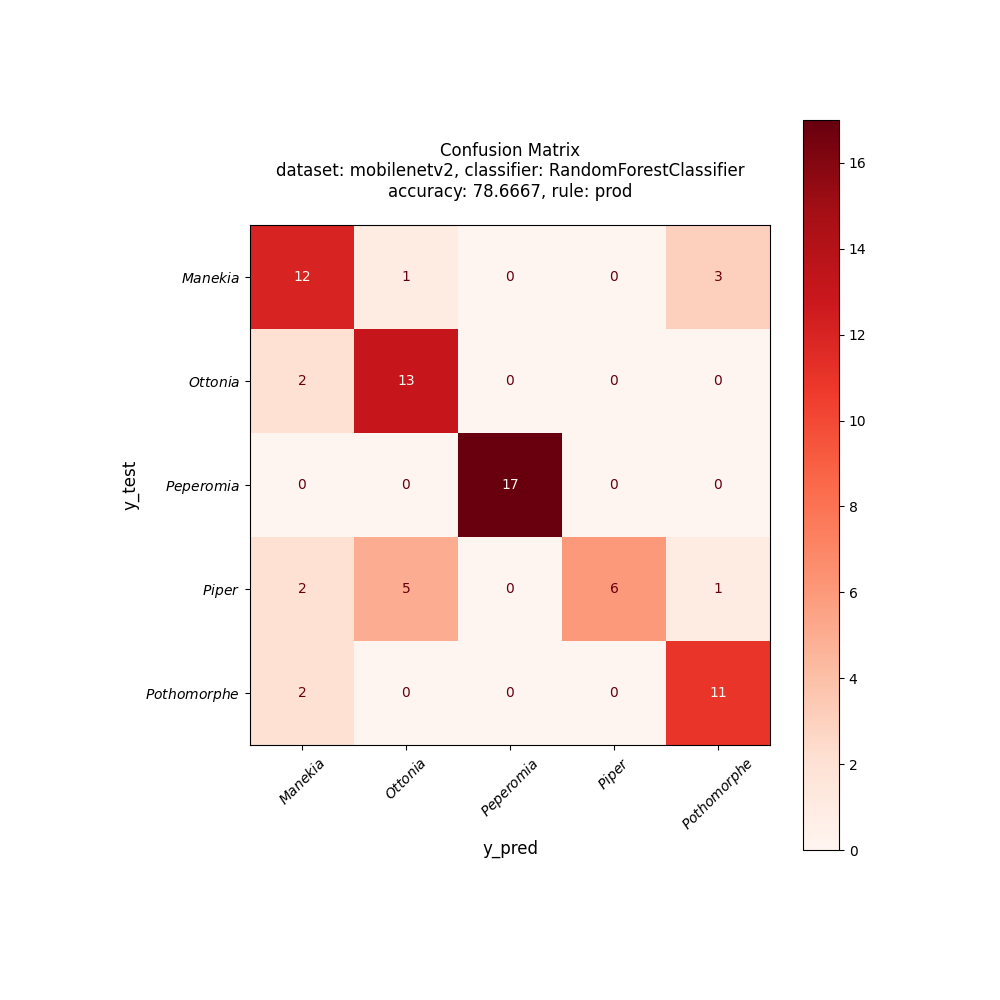 Confusion Matrix
dataset: mobilenetv2, classifier: RandomForestClassifier
accuracy: 78.6667, rule: prod
Manekia 12 1 0 0 3
Ottonia 2 13 0 0 0
Peperomia 0 0 17 0 0
Piper 2 5 0 6 1
Pothomorphe 2 0 0 0 11
y_test
Manekia Ottonia Peperomia Piper Pothomorphe
y_pred
16
14
12
10
8
6
4
2
0